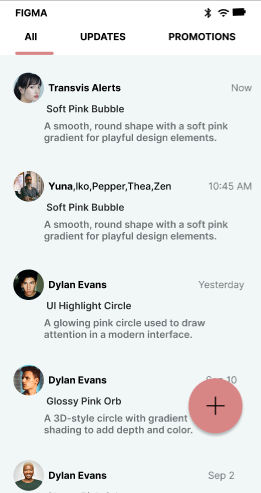 FIGMA
All UPDATES PROMOTIONS
Transvis Alerts Now
Soft Pink Bubble
A smooth, round shape with a soft pink
gradient for playful design elements.
Yuna,Iko,Pepper,Thea,Zen 10:45 AM
Soft Pink Bubble
A smooth, round shape with a soft pink
gradient for playful design elements.
Dylan Evans Yesterday
UI Highlight Circle
A glowing pink circle used to draw
attention in a modern interface.
Dylan Evans Sep 10
Glossy Pink Orb
A 3D-style circle with gradient
shading to add depth and color.
Dylan Evans Sep 2